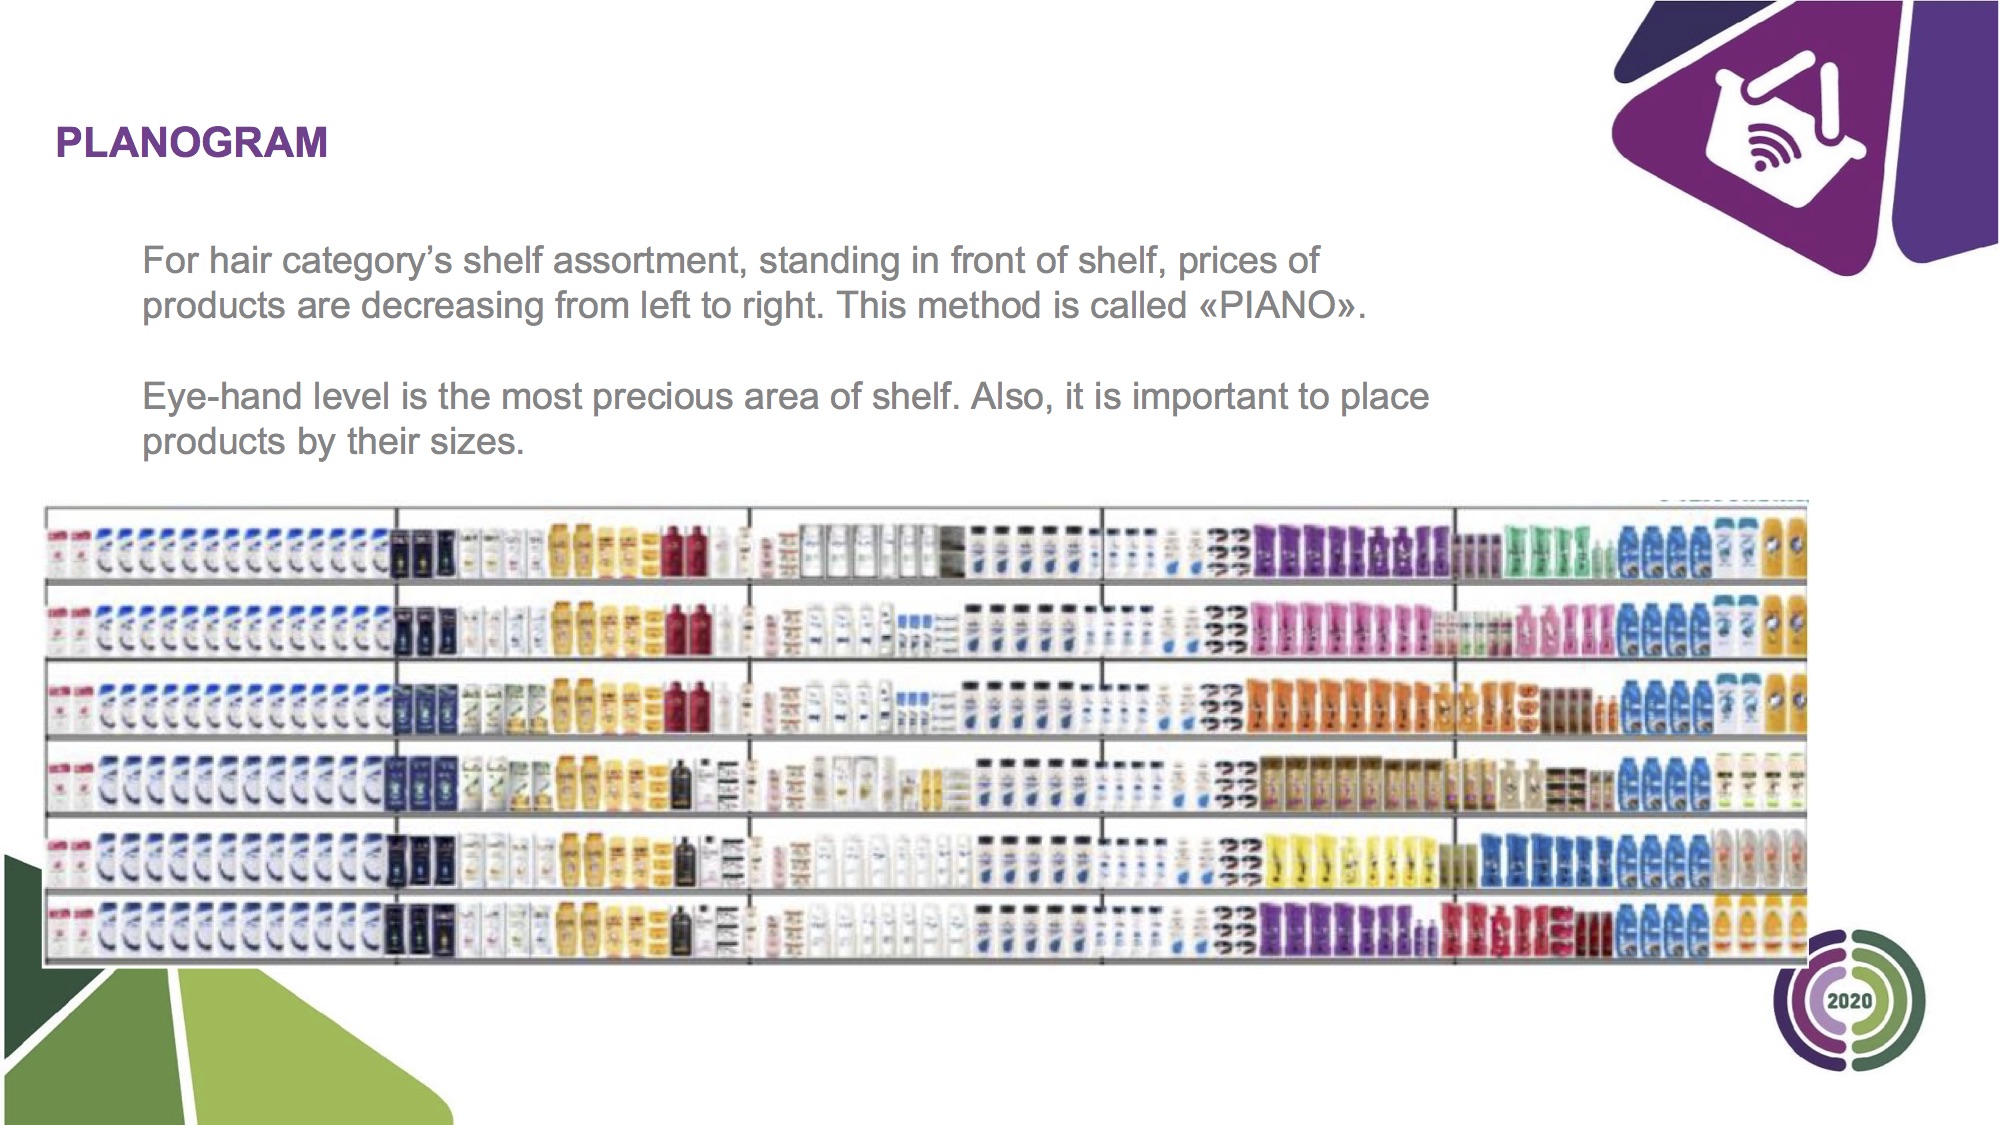 PLANOGRAM
For hair category’s shelf assortment, standing in front of shelf, prices of
products are decreasing from left to right. This method is called «PIANO».
Eye-hand level is the most precious area of shelf. Also, it is important to place
products by their sizes.
2020